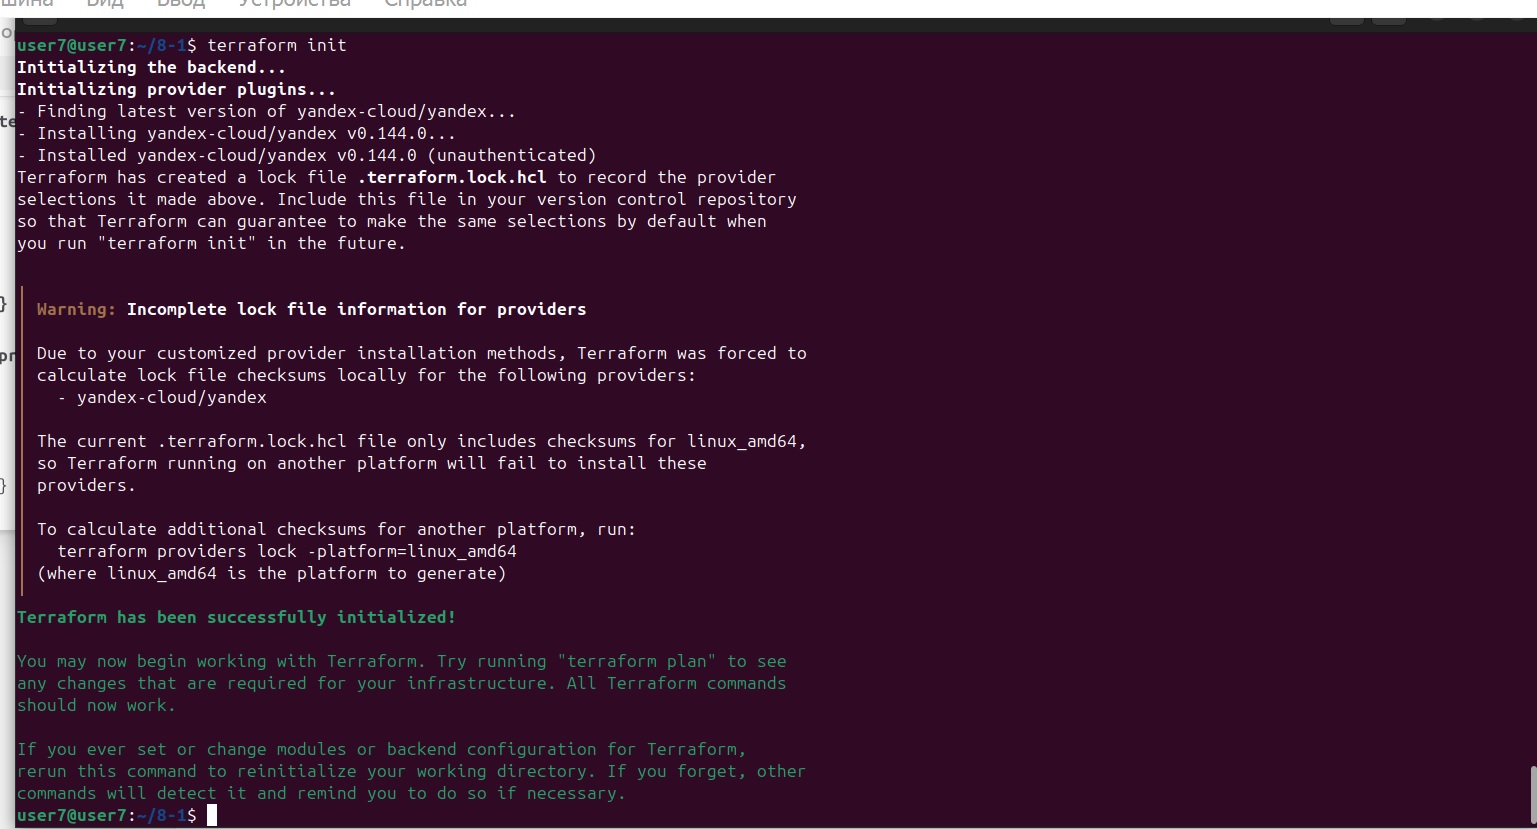 Вид Ввод Устройства Справка
user7@user7:~/8-1$ terraform init
Initializing the backend...
Initializing provider plugins...
- Finding latest version of yandex-cloud/yandex...
- Installing yandex-cloud/yandex v0.144.0...
- Installed yandex-cloud/yandex v0.144.0 (unauthenticated)
Terraform has created a lock file .terraform.lock.hcl to record the provider
selections it made above. Include this file in your version control repository
so that Terraform can guarantee to make the same selections by default when
you run "terraform init" in the future.
Warning: Incomplete lock file information for providers
Due to your customized provider installation methods, Terraform was forced to
calculate lock file checksums locally for the following providers:
- yandex-cloud/yandex
The current .terraform.lock.hcl file only includes checksums for linux_amd64,
so Terraform running on another platform will fail to install these
providers.
To calculate additional checksums for another platform, run:
terraform providers lock -platform=linux_amd64
(where linux_amd64 is the platform to generate)
Terraform has been successfully initialized!
You may now begin working with Terraform. Try running "terraform plan" to see
any changes that are required for your infrastructure. All Terraform commands
should now work.
If you ever set or change modules or backend configuration for Terraform,
rerun this command to reinitialize your working directory. If you forget, other
commands will detect it and remind you to do so if necessary.
user7@user7:~/8-1$